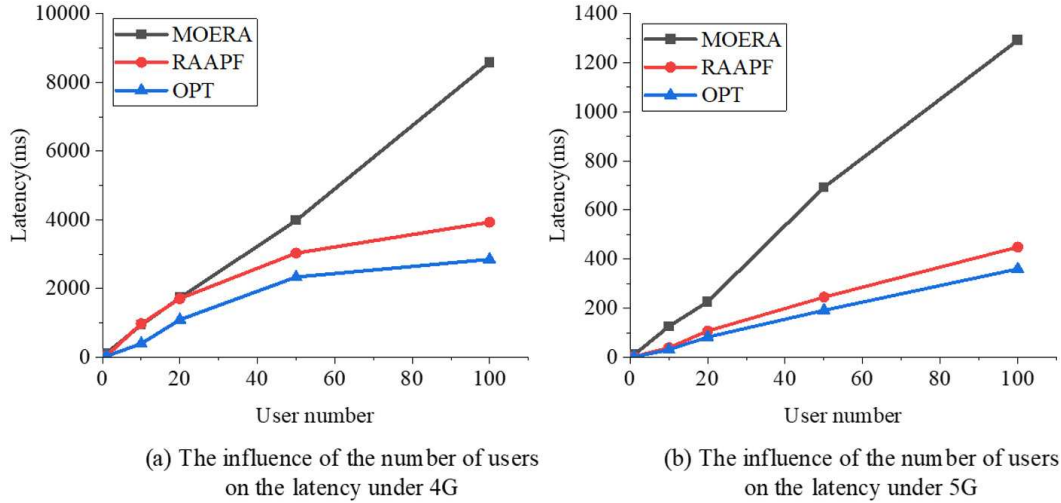 10000
8000
6000
4000
2000
0
Latency(ms)
MOERA
RAAPF
OPT
0 20 40 60 80 100
User number
(a) The influence of the number of users
on the latency under 4G
1400
1200
1000
800
600
400
200
0
Latency(ms)
MOERA
RAAPF
OPT
0 20 40 60 80 100
User number
(b) The influence of the number of users
on the latency under 5G